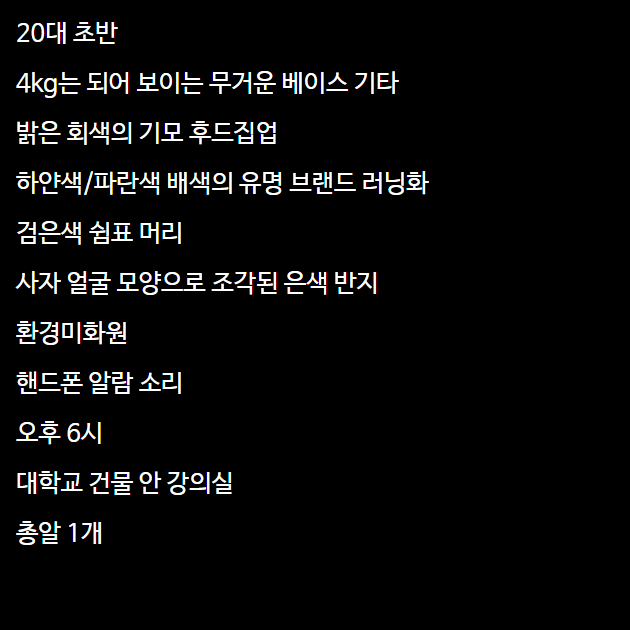 20대 초반
4kg는 되어 보이는 무거운 베이스 기타
밝은 회색의 기모 후드집업
하얀색/파란색 배색의 유명 브랜드 러닝화
검은색 쉼표 머리
사자 얼굴 모양으로 조각된 은색 반지
환경미화원
핸드폰 알람 소리
오후 6시
대학교 건물 안 강의실
총알 1개